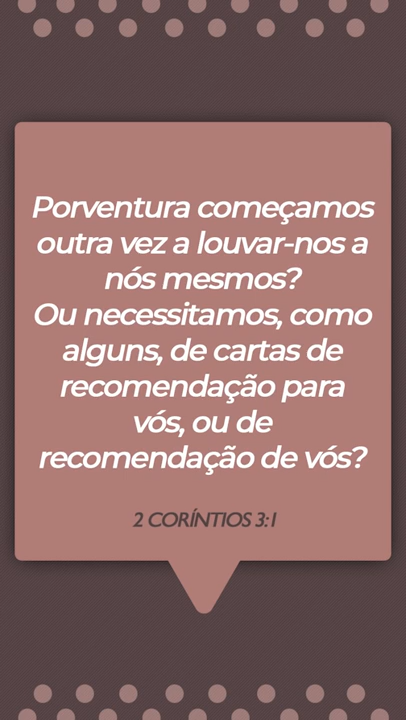 Porventura começamos
outra vez a louvar-nos a
nós mesmos?
Ou necessitamos, como
alguns, de cartas de
recomendação para
vós, ou de
recomendação de vós?
2 CORÍNTIOS 3:1